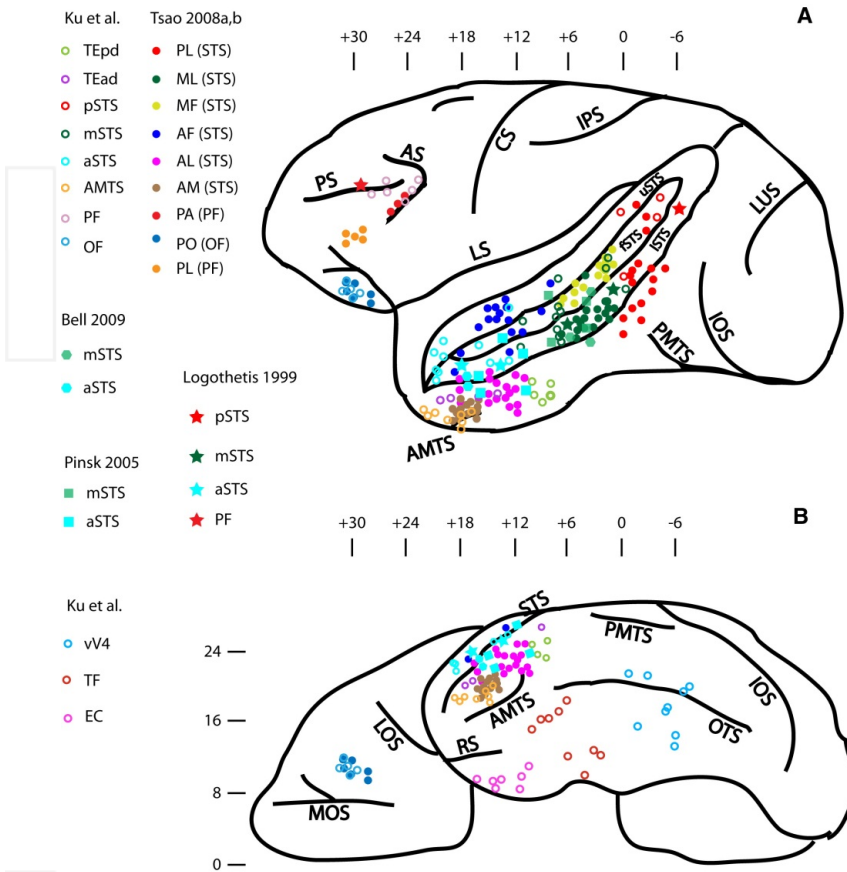 A
Ku et al.
TEpd
TEad
pSTS
mSTS
aSTS
AMTS
PF
OF
Tsao 2008a,b
PL (STS)
ML (STS)
MF (STS)
AF (STS)
AL (STS)
AM (STS)
PA (PF)
PO (OF)
PL (PF)
Bell 2009
mSTS
aSTS
Pinsk 2005
mSTS
aSTS
Logothetis 1999
pSTS
mSTS
aSTS
PF
+30 +24 +18 +12 +6 0 -6
PS
AS
CS
IPS
LS
uSTS
fSTS
lSTS
LUS
IOS
PMTS
AMTS
B
+30 +24 +18 +12 +6 0 -6
Ku et al.
vV4
TF
EC
24
16
8
0
STS
PMTS
IOS
OTS
AMTS
RS
LOS
MOS